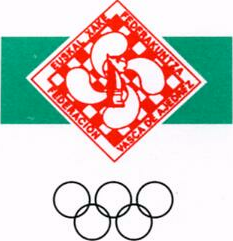 EUSKAL XAKE
FEDERAKUNTZA
FEDERACION
VASCA DE AJEDREZ